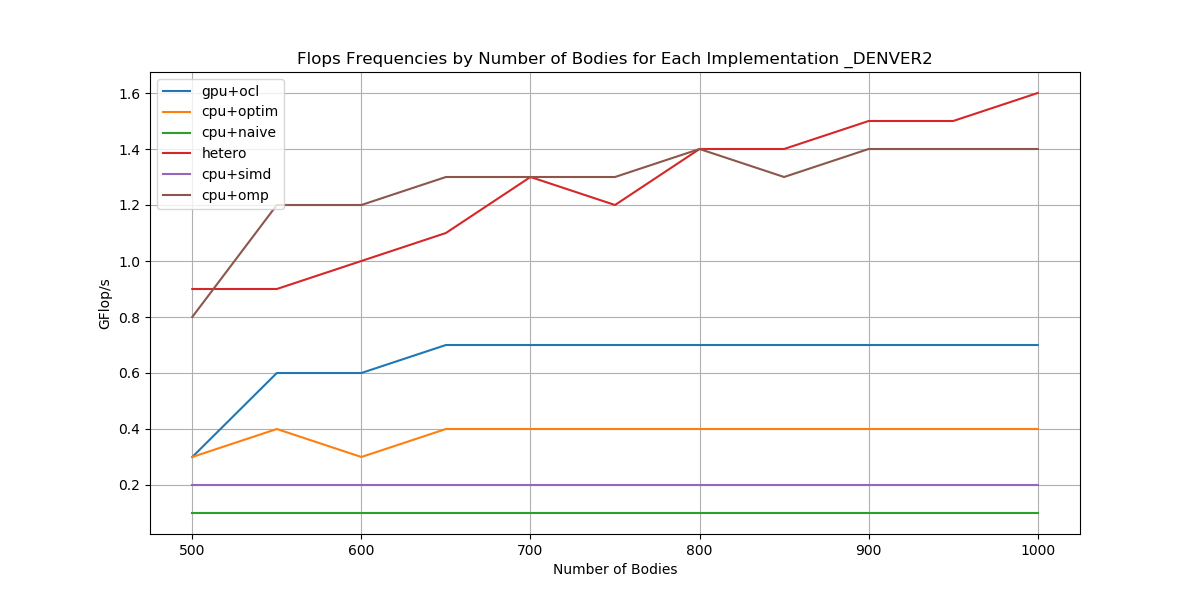 Flops Frequencies by Number of Bodies for Each Implementation _DENVER2
gpu+ocl
cpu+optim
cpu+naive
hetero
cpu+simd
cpu+omp
GFlop/s
1.6
1.4
1.2
1.0
0.8
0.6
0.4
0.2
500 600 700 800 900 1000
Number of Bodies